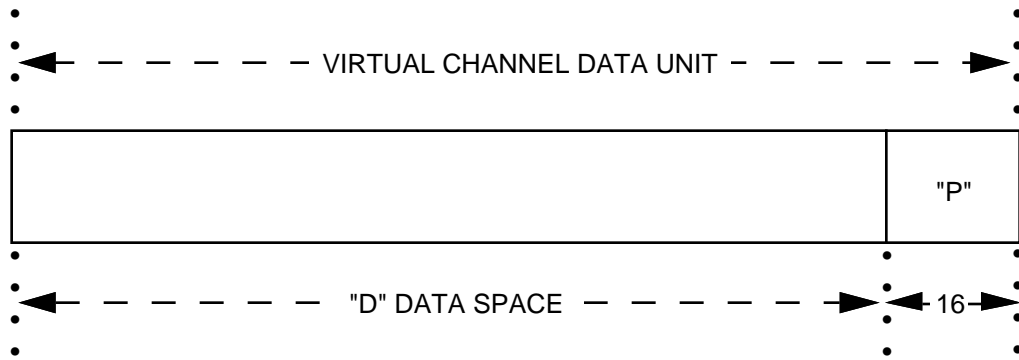 VIRTUAL CHANNEL DATA UNIT
"P"
"D" DATA SPACE
16